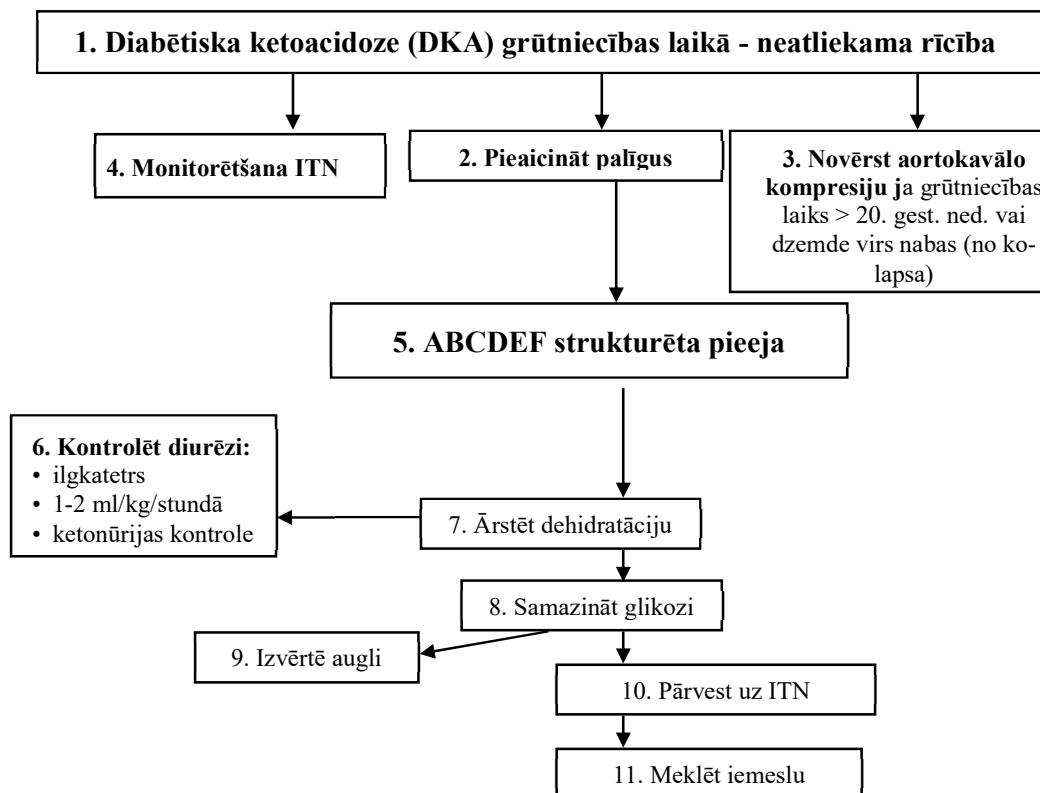 1. Diabētiska ketoacidoze (DKA) grūtniecības laikā - neatliekama rīcība
4. Monitorētšana ITN
2. Pieaicināt palīgus
3. Novērst aortokavālo
kompresiju ja grūtniecības
laiks > 20. gest. ned. vai
dzemde virs nabas (no ko-
lapsa)
5. ABCDEF strukturēta pieeja
6. Kontrolēt diurēzi:
• ilgkatetrs
• 1-2 ml/kg/stundā
• ketonūrijas kontrole
7. Ārstēt dehidratāciju
8. Samazināt glikozi
9. Izvērtē augli
10. Pārvest uz ITN
11. Meklēt iemeslu